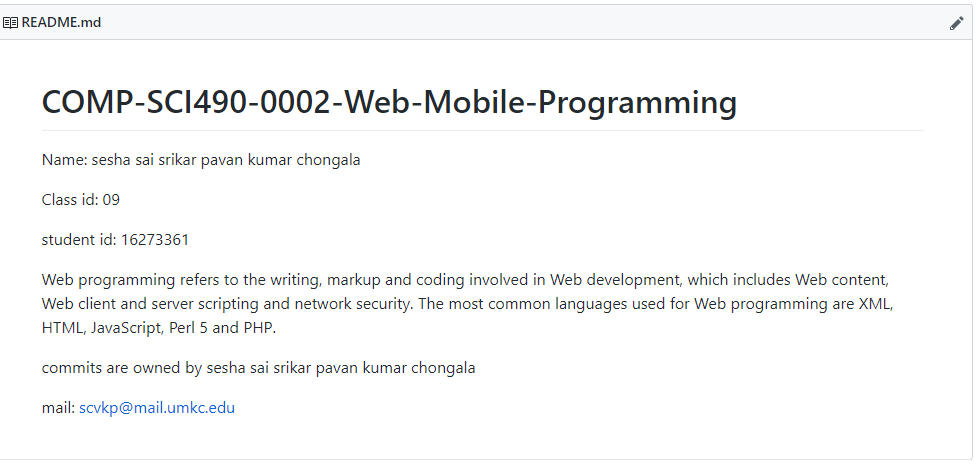 README.md
COMP-SCI490-0002-Web-Mobile-Programming
Name: sesha sai srikar pavan kumar chongala
Class id: 09
student id: 16273361
Web programming refers to the writing, markup and coding involved in Web development, which includes Web content,
Web client and server scripting and network security. The most common languages used for Web programming are XML,
HTML, JavaScript, Perl 5 and PHP.
commits are owned by sesha sai srikar pavan kumar chongala
mail: scvkp@mail.umkc.edu